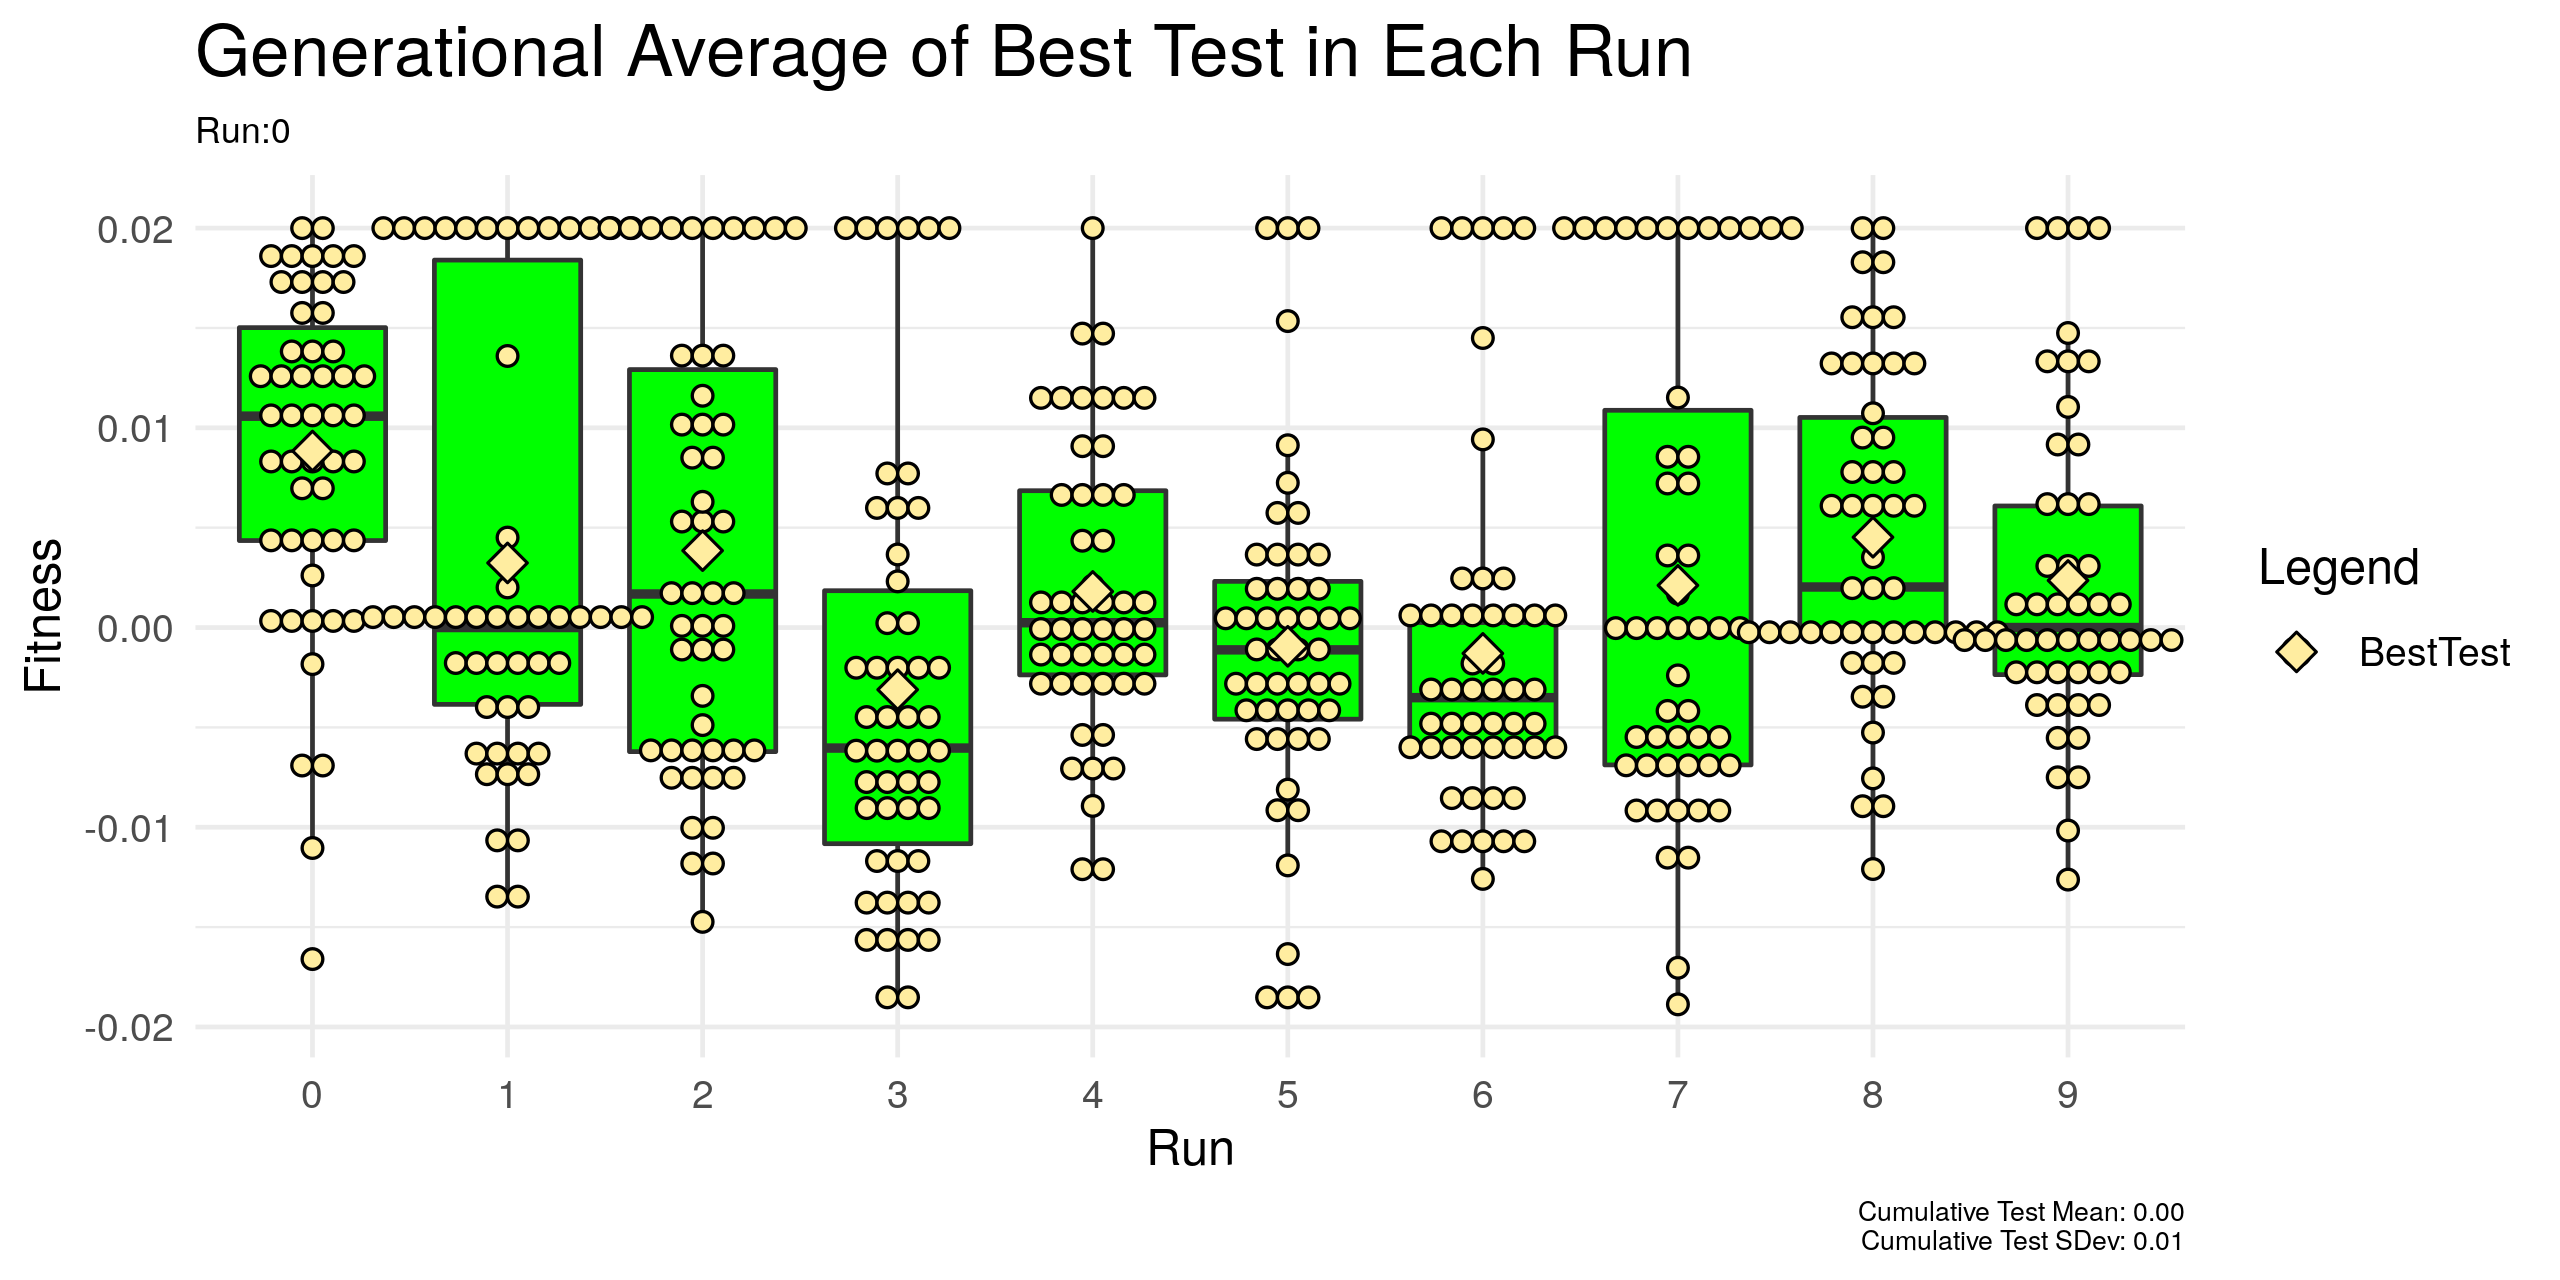 Generational Average of Best Test in Each Run
Run:0
Fitness
0.02
0.01
0.00
-0.01
-0.02
0 1 2 3 4 5 6 7 8 9
Run
Legend
BestTest
Cumulative Test Mean: 0.00
Cumulative Test SDev: 0.01